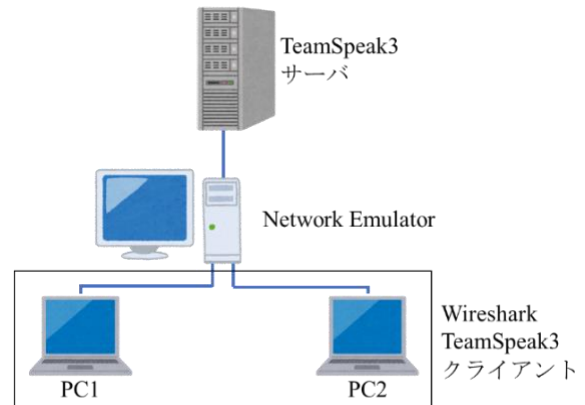 TeamSpeak3
サーバ
Network Emulator
Wireshark
TeamSpeak3
クライアント
PC1
PC2